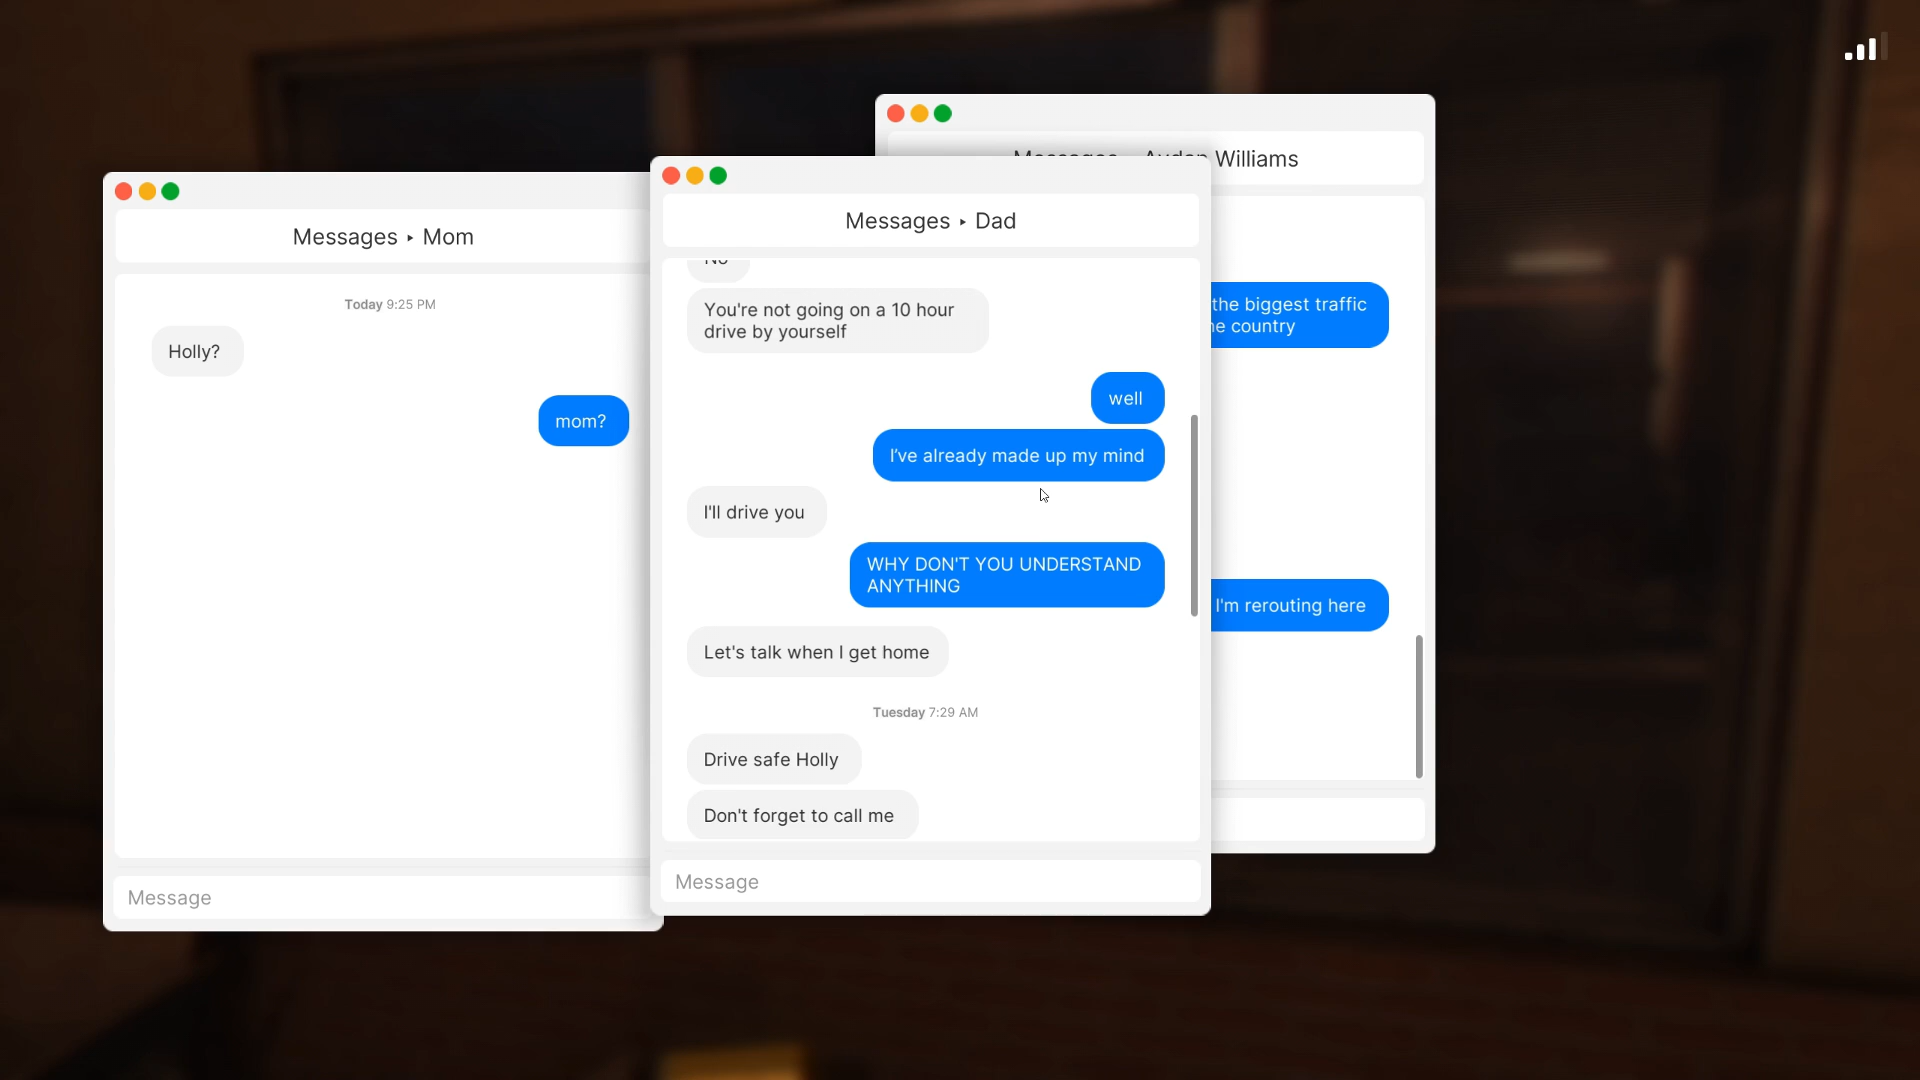 Messages ‣ Mom
Today 9:25 PM
Holly?
mom?
Message
Messages ‣ Dad
No
You're not going on a 10 hour
drive by yourself
well
I've already made up my mind
I'll drive you
WHY DON'T YOU UNDERSTAND
ANYTHING
Let's talk when I get home
Tuesday 7:29 AM
Drive safe Holly
Don't forget to call me
Message
Messages Aydan Williams
the biggest traffic
country
I'm rerouting here